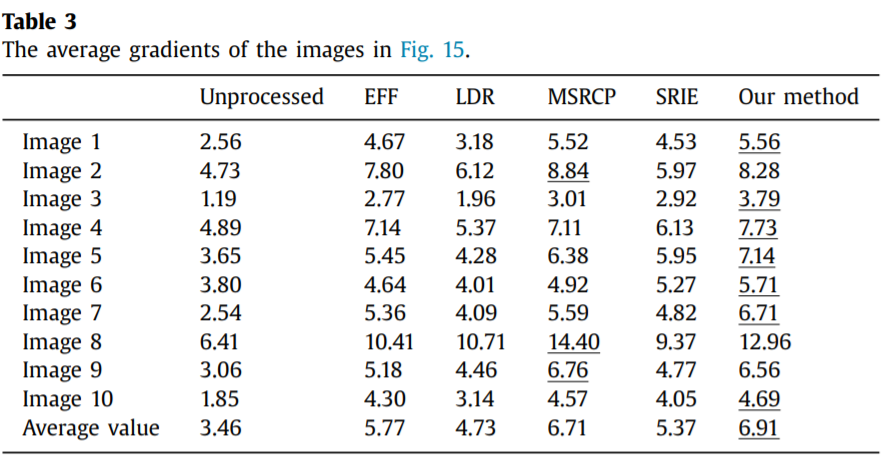 Table 3
The average gradients of the images in Fig. 15.
Unprocessed EFF LDR MSRCP SRIE Our method
Image 1 2.56 4.67 3.18 5.52 4.53 5.56
Image 2 4.73 7.80 6.12 8.84 5.97 8.28
Image 3 1.19 2.77 1.96 3.01 2.92 3.79
Image 4 4.89 7.14 5.37 7.11 6.13 7.73
Image 5 3.65 5.45 4.28 6.38 5.95 7.14
Image 6 3.80 4.64 4.01 4.92 5.27 5.71
Image 7 2.54 5.36 4.09 5.59 4.82 6.71
Image 8 6.41 10.41 10.71 14.40 9.37 12.96
Image 9 3.06 5.18 4.46 6.76 4.77 6.56
Image 10 1.85 4.30 3.14 4.57 4.05 4.69
Average value 3.46 5.77 4.73 6.71 5.37 6.91